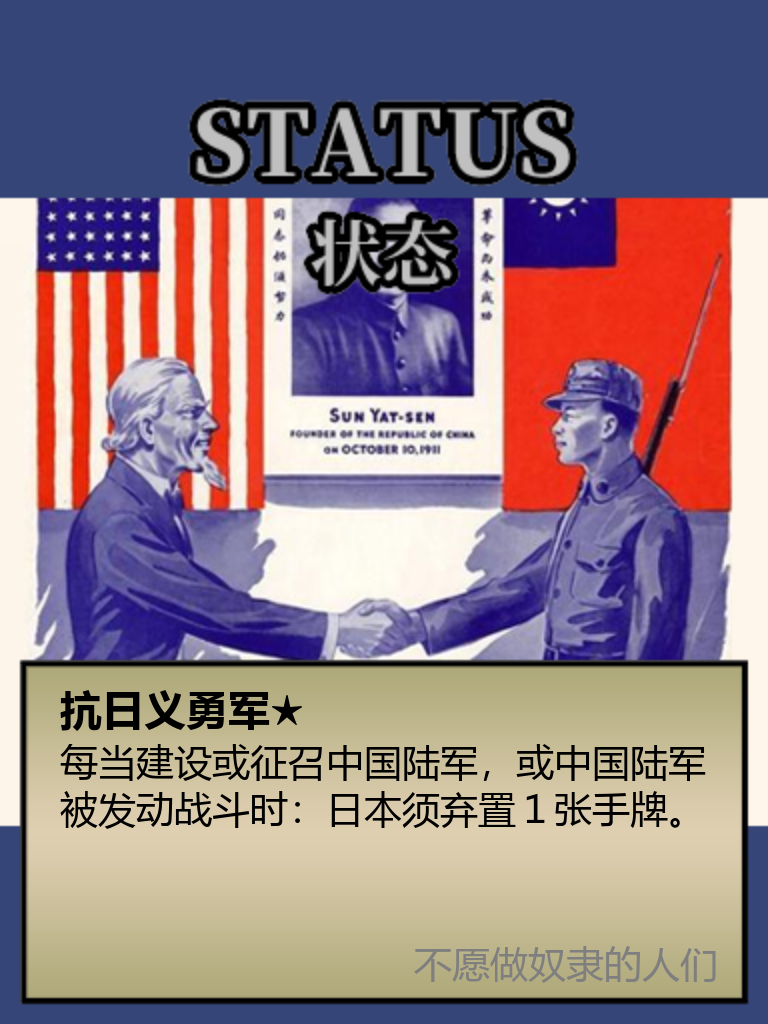 STATUS
状态
同志仍须努力
革命尚未成功
SUN YAT-SEN
FOUNDER OF THE REPUBLIC OF CHINA
ON OCTOBER 10, 1911
抗日义勇军★
每当建设或征召中国陆军，或中国陆军
被发动战斗时：日本须弃置1张手牌。
不愿做奴隶的人们